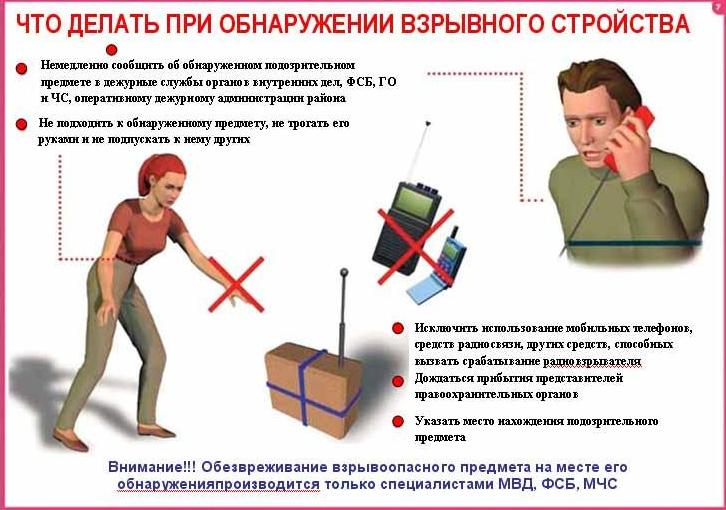 ЧТО ДЕЛАТЬ ПРИ ОБНАРУЖЕНИИ ВЗРЫВНОГО СТРОЙСТВА
7
Немедленно сообщить об обнаруженном подозрительном
предмете в дежурные службы органов внутренних дел, ФСБ, ГО
и ЧС, оперативному дежурному администрации района
Не подходить к обнаруженному предмету, не трогать его
руками и не подпускать к нему других
Исключить использование мобильных телефонов,
средств радиосвязи, других средств, способных
вызвать срабатывание радиовзрывателя
Дождаться прибытия представителей
правоохранительных органов
Указать место нахождения подозрительного
предмета
Внимание!!! Обезвреживание взрывоопасного предмета на месте его
обнаруженияпроизводится только специалистами МВД, ФСБ, МЧС